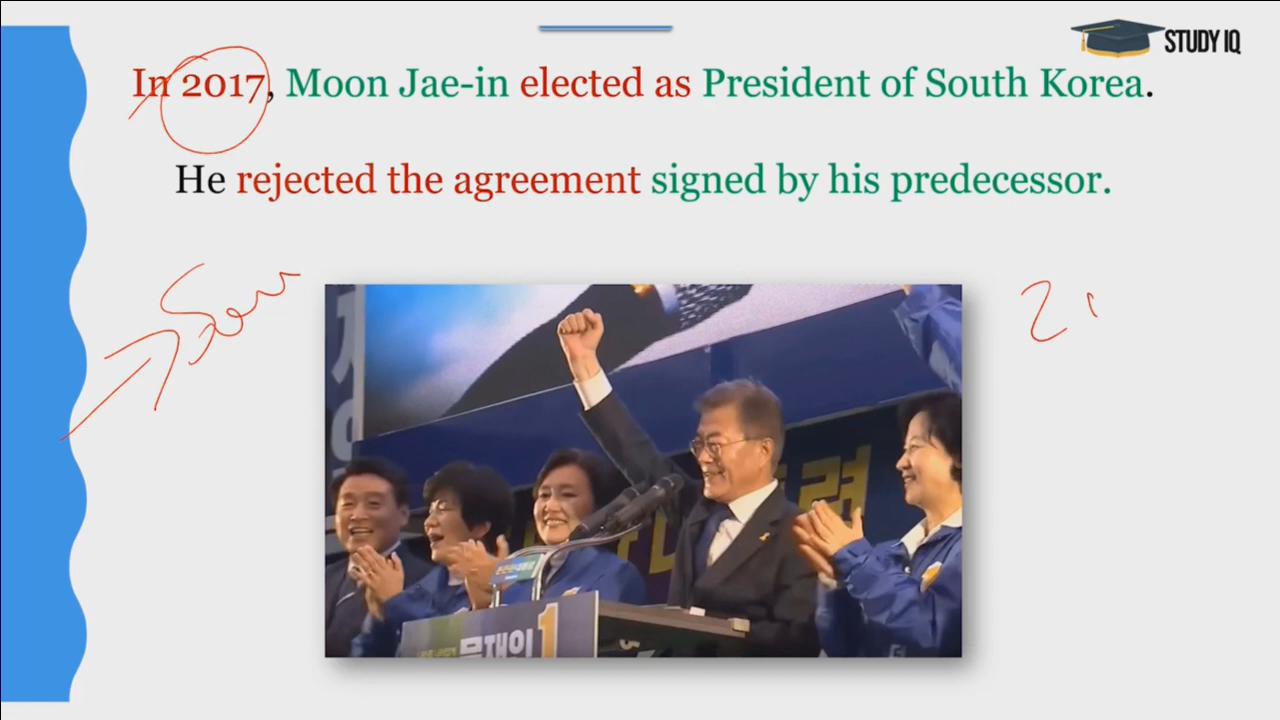 STUDY IQ
In 2017, Moon Jae-in elected as President of South Korea.
He rejected the agreement signed by his predecessor.
문재인 1